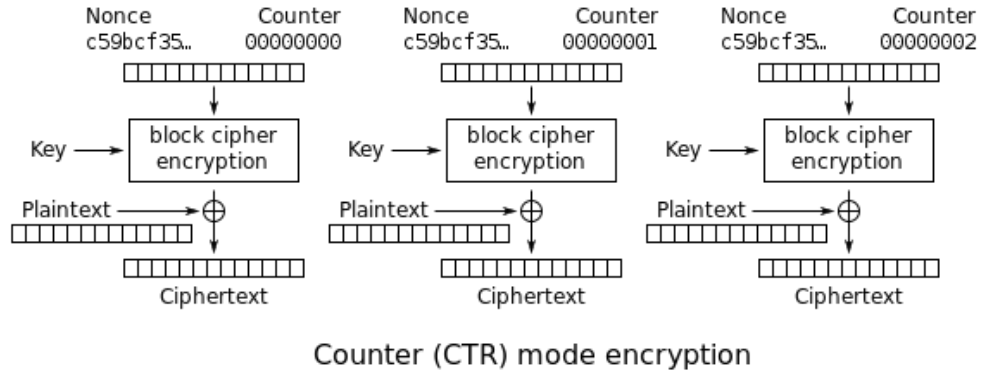 Nonce Counter Nonce Counter Nonce Counter
c59bcf35… 00000000 c59bcf35… 00000001 c59bcf35… 00000002
block cipher encryption block cipher encryption block cipher encryption
Key Key Key
Plaintext Plaintext Plaintext
Ciphertext Ciphertext Ciphertext
Counter (CTR) mode encryption